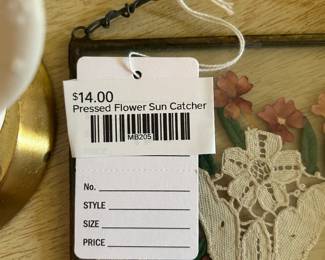 $14.00
Pressed Flower Sun Catcher
MB205
No.
STYLE
SIZE
PRICE